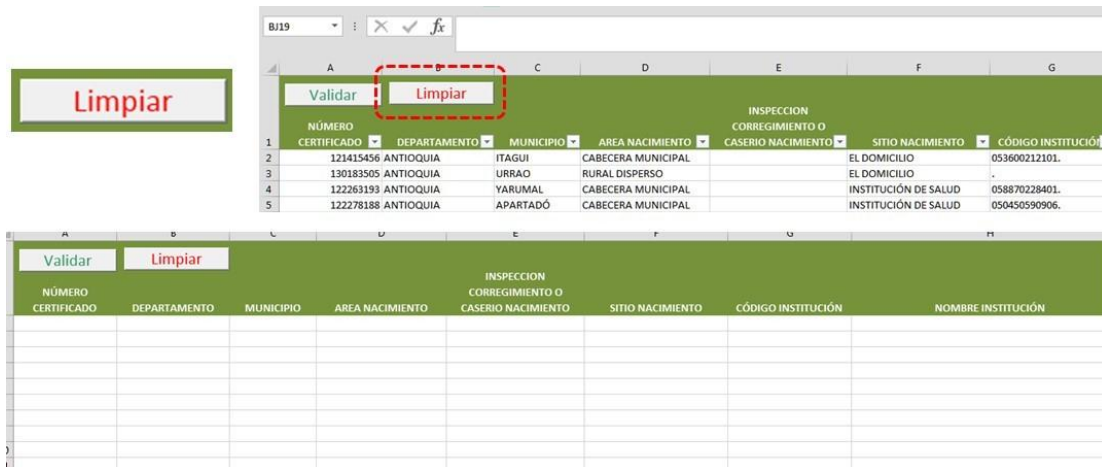 Limpiar
BJ19
fx
A B C D E F G
Validar Limpiar
1 NÚMERO CERTIFICADO DEPARTAMENTO MUNICIPIO AREA NACIMIENTO INSPECCION CORREGIMIENTO O CASERIO NACIMIENTO SITIO NACIMIENTO CÓDIGO INSTITUCIÓN
2 121415456 ANTIOQUIA ITAGUI CABECERA MUNICIPAL EL DOMICILIO 053600212101.
3 130183505 ANTIOQUIA URRAO RURAL DISPERSO EL DOMICILIO .
4 122263193 ANTIOQUIA YARUMAL CABECERA MUNICIPAL INSTITUCIÓN DE SALUD 058870228401.
5 122278188 ANTIOQUIA APARTADÓ CABECERA MUNICIPAL INSTITUCIÓN DE SALUD 050450590906.
A B C D E F G H
Validar Limpiar
NÚMERO CERTIFICADO DEPARTAMENTO MUNICIPIO AREA NACIMIENTO INSPECCION CORREGIMIENTO O CASERIO NACIMIENTO SITIO NACIMIENTO CÓDIGO INSTITUCIÓN NOMBRE INSTITUCIÓN